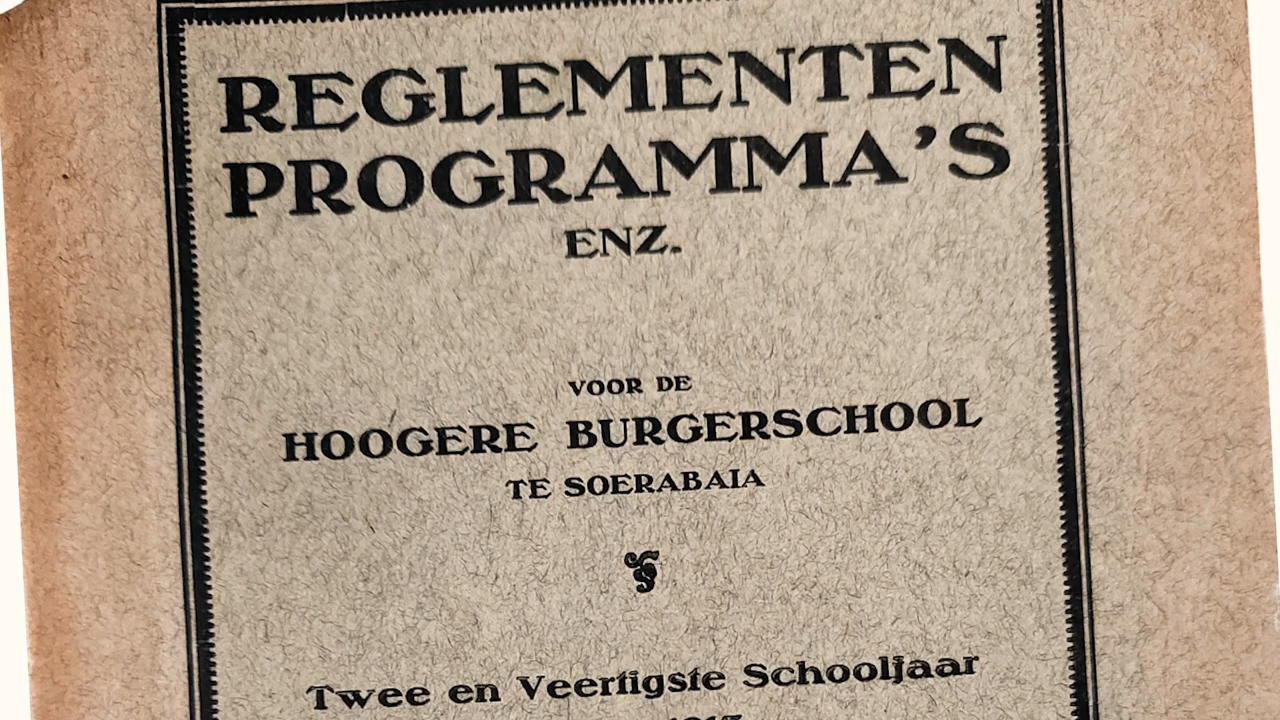 REGLEMENTEN
PROGRAMMA'S
ENZ.
VOOR DE
HOOGERE BURGERSCHOOL
TE SOERABAIA
Twee en Veertigste Schooljaar